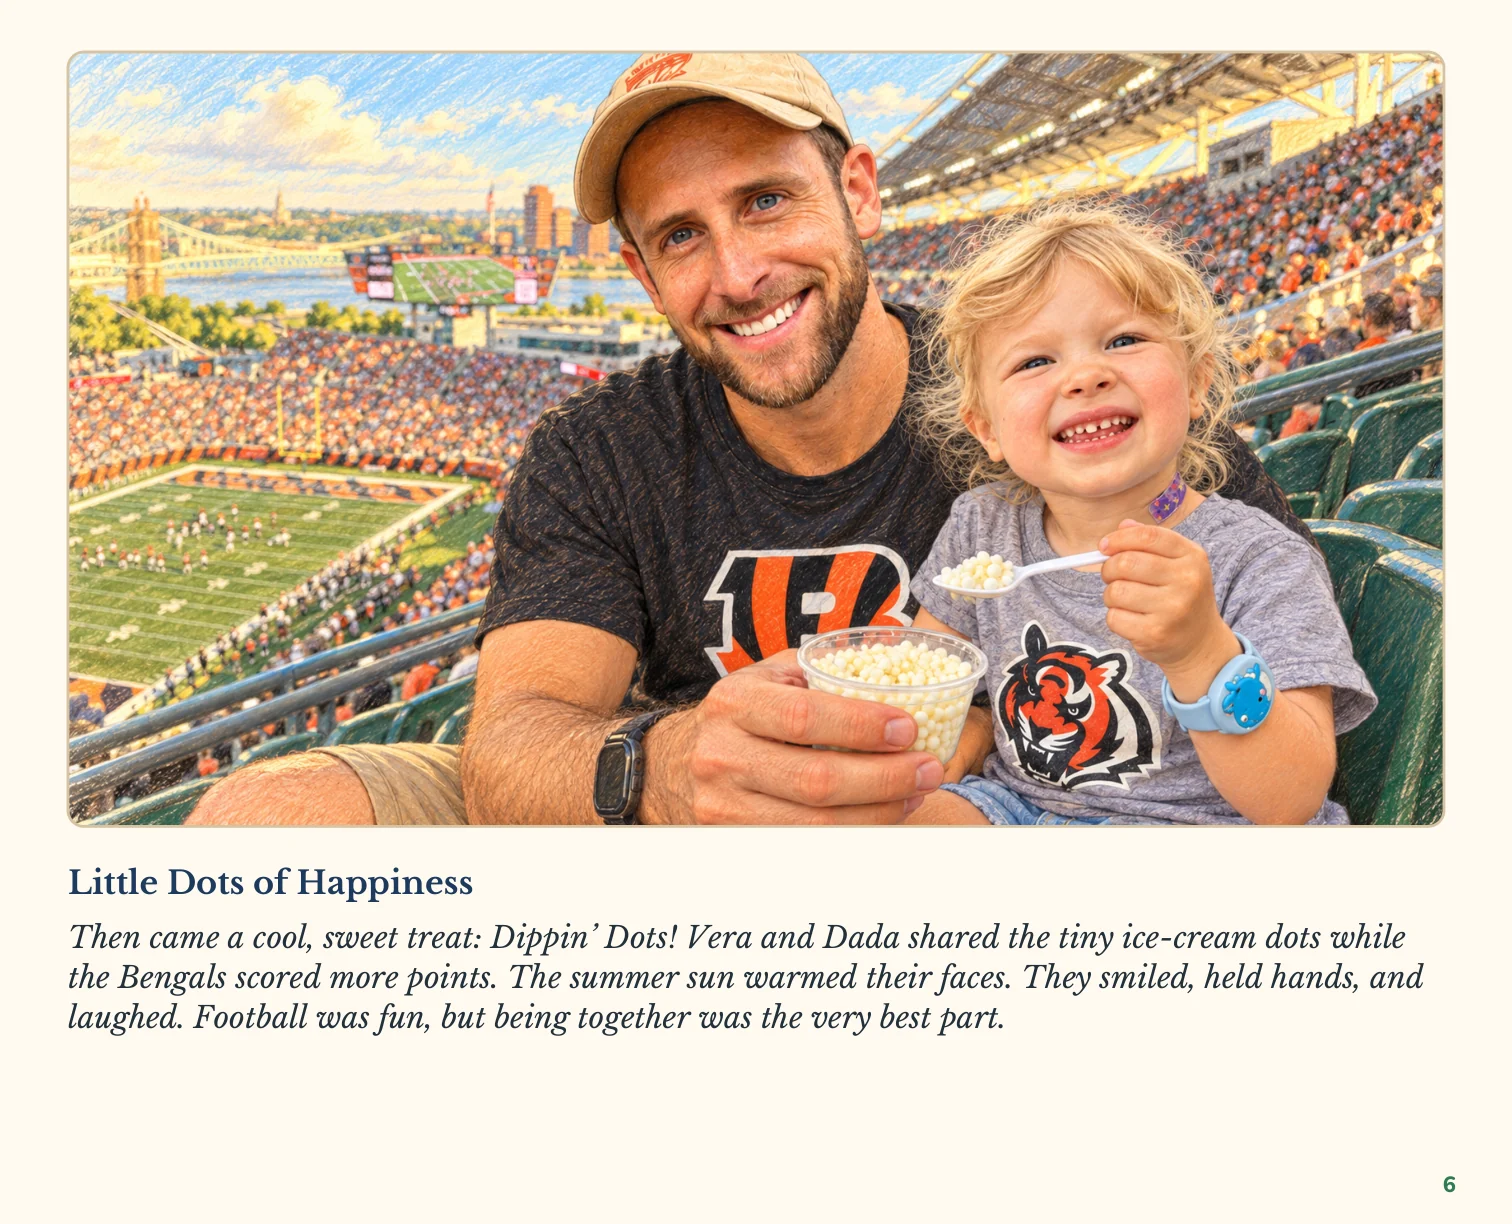 Little Dots of Happiness
Then came a cool, sweet treat: Dippin’ Dots! Vera and Dada shared the tiny ice-cream dots while
the Bengals scored more points. The summer sun warmed their faces. They smiled, held hands, and
laughed. Football was fun, but being together was the very best part.
6